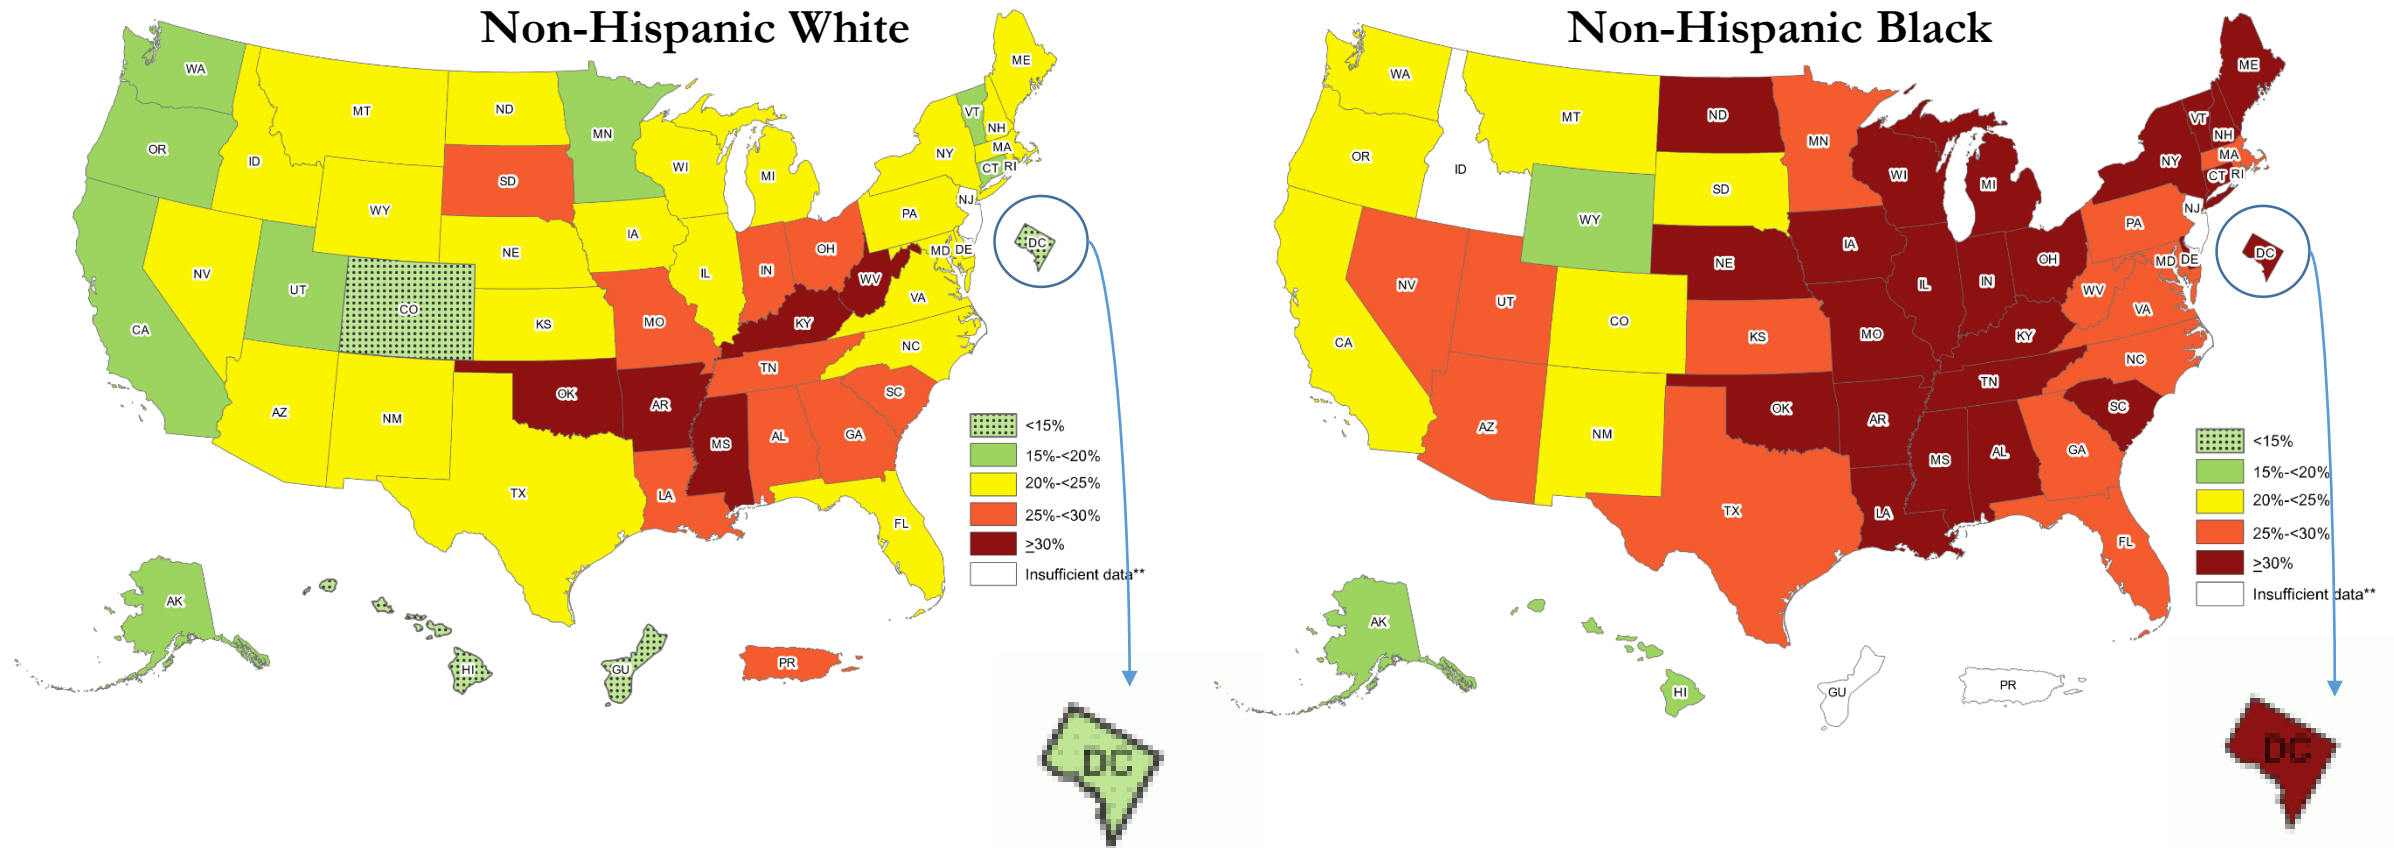 Non-Hispanic White
WA
MT
ND
MN
ME
VT
NH
OR
ID
SD
WI
MI
NY
MA
CT
RI
WY
IA
PA
NJ
NV
NE
IL
IN
OH
MD
DE
DC
UT
CO
KS
MO
WV
VA
CA
KY
AZ
NM
OK
AR
TN
NC
SC
TX
LA
MS
AL
GA
FL
AK
HI
GU
PR
<15%
15%-<20%
20%-<25%
25%-<30%
≥30%
Insufficient data**
DC
Non-Hispanic Black
WA
MT
ND
MN
ME
VT
NH
OR
ID
SD
WI
MI
NY
MA
CT
RI
WY
IA
PA
NJ
NV
NE
IL
IN
OH
MD
DE
DC
UT
CO
KS
MO
WV
VA
CA
KY
AZ
NM
OK
AR
TN
NC
SC
TX
LA
MS
AL
GA
FL
AK
HI
GU
PR
<15%
15%-<20%
20%-<25%
25%-<30%
≥30%
Insufficient data**
DC